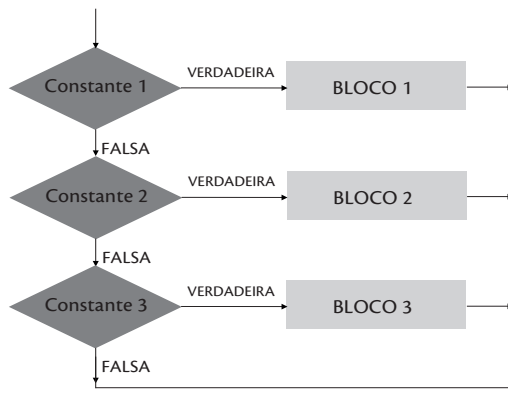 Constante 1
VERDADEIRA
BLOCO 1
FALSA
Constante 2
VERDADEIRA
BLOCO 2
FALSA
Constante 3
VERDADEIRA
BLOCO 3
FALSA